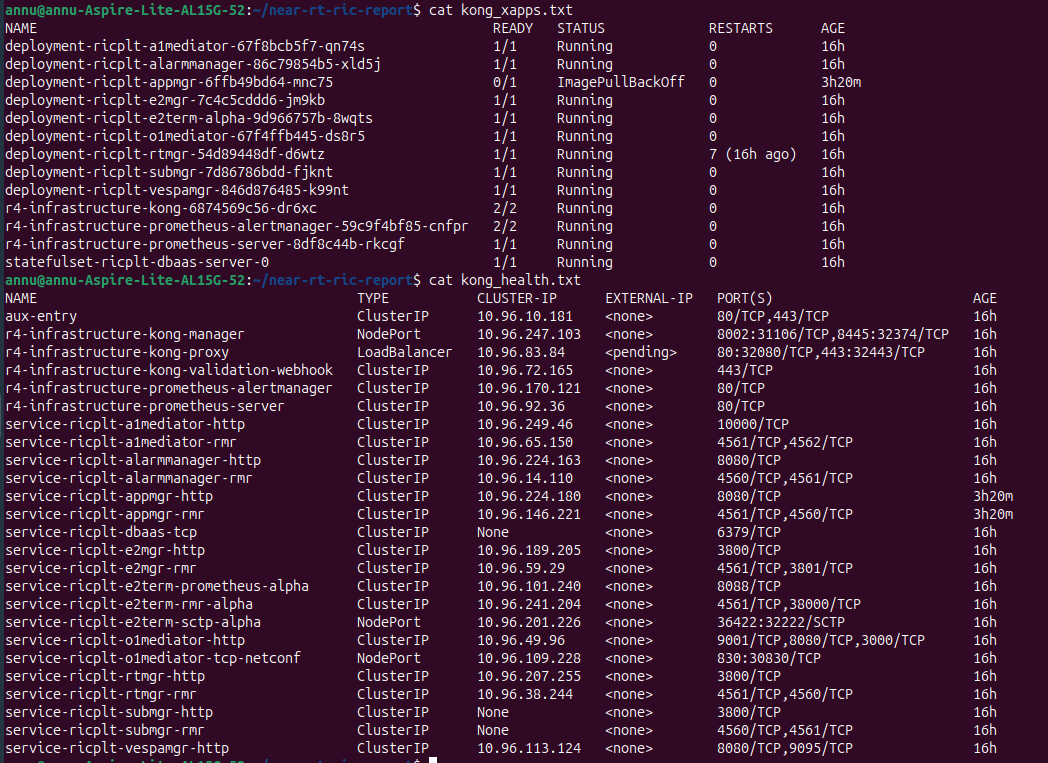 annu@annu-Aspire-Lite-AL15G-52:~/near-rt-ric-report$ cat kong_xapps.txt
NAME READY STATUS RESTARTS AGE
deployment-ricplt-a1mediator-67f8bcb5f7-qn74s 1/1 Running 0 16h
deployment-ricplt-alarmmanager-86c79854b5-xld5j 1/1 Running 0 16h
deployment-ricplt-appmgr-6ffb49bd64-mnc75 0/1 ImagePullBackOff 0 3h20m
deployment-ricplt-e2mgr-7c4c5cddd6-jm9kb 1/1 Running 0 16h
deployment-ricplt-e2term-alpha-9d966757b-8wqts 1/1 Running 0 16h
deployment-ricplt-o1mediator-67f4ffb445-ds8r5 1/1 Running 0 16h
deployment-ricplt-rtmgr-54d89448df-d6wtz 1/1 Running 7 (16h ago) 16h
deployment-ricplt-submgr-7d86786bdd-fjknt 1/1 Running 0 16h
deployment-ricplt-vespamgr-846d876485-k99nt 1/1 Running 0 16h
r4-infrastructure-kong-6874569c56-dr6xc 2/2 Running 0 16h
r4-infrastructure-prometheus-alertmanager-59c9f4bf85-cnfpr 2/2 Running 0 16h
r4-infrastructure-prometheus-server-8df8c44b-rkcgf 1/1 Running 0 16h
statefulset-ricplt-dbaas-server-0 1/1 Running 0 16h
annu@annu-Aspire-Lite-AL15G-52:~/near-rt-ric-report$ cat kong_health.txt
NAME TYPE CLUSTER-IP EXTERNAL-IP PORT(S) AGE
aux-entry ClusterIP 10.96.10.181 <none> 80/TCP,443/TCP 16h
r4-infrastructure-kong-manager NodePort 10.96.247.103 <none> 8002:31106/TCP,8445:32374/TCP 16h
r4-infrastructure-kong-proxy LoadBalancer 10.96.83.84 <pending> 80:32080/TCP,443:32443/TCP 16h
r4-infrastructure-kong-validation-webhook ClusterIP 10.96.72.165 <none> 443/TCP 16h
r4-infrastructure-prometheus-alertmanager ClusterIP 10.96.170.121 <none> 80/TCP 16h
r4-infrastructure-prometheus-server ClusterIP 10.96.92.36 <none> 80/TCP 16h
service-ricplt-a1mediator-http ClusterIP 10.96.249.46 <none> 10000/TCP 16h
service-ricplt-a1mediator-rmr ClusterIP 10.96.65.150 <none> 4561/TCP,4562/TCP 16h
service-ricplt-alarmmanager-http ClusterIP 10.96.224.163 <none> 8080/TCP 16h
service-ricplt-alarmmanager-rmr ClusterIP 10.96.14.110 <none> 4560/TCP,4561/TCP 16h
service-ricplt-appmgr-http ClusterIP 10.96.224.180 <none> 8080/TCP 3h20m
service-ricplt-appmgr-rmr ClusterIP 10.96.146.221 <none> 4561/TCP,4560/TCP 3h20m
service-ricplt-dbaas-tcp ClusterIP None <none> 6379/TCP 16h
service-ricplt-e2mgr-http ClusterIP 10.96.189.205 <none> 3800/TCP 16h
service-ricplt-e2mgr-rmr ClusterIP 10.96.59.29 <none> 4561/TCP,3801/TCP 16h
service-ricplt-e2term-prometheus-alpha ClusterIP 10.96.101.240 <none> 8088/TCP 16h
service-ricplt-e2term-rmr-alpha ClusterIP 10.96.241.204 <none> 4561/TCP,38000/TCP 16h
service-ricplt-e2term-sctp-alpha NodePort 10.96.201.226 <none> 36422:32222/SCTP 16h
service-ricplt-o1mediator-http ClusterIP 10.96.49.96 <none> 9001/TCP,8080/TCP,3000/TCP 16h
service-ricplt-o1mediator-tcp-netconf NodePort 10.96.109.228 <none> 830:30830/TCP 16h
service-ricplt-rtmgr-http ClusterIP 10.96.207.255 <none> 3800/TCP 16h
service-ricplt-rtmgr-rmr ClusterIP 10.96.38.244 <none> 4561/TCP,4560/TCP 16h
service-ricplt-submgr-http ClusterIP None <none> 3800/TCP 16h
service-ricplt-submgr-rmr ClusterIP None <none> 4560/TCP,4561/TCP 16h
service-ricplt-vespamgr-http ClusterIP 10.96.113.124 <none> 8080/TCP,9095/TCP 16h